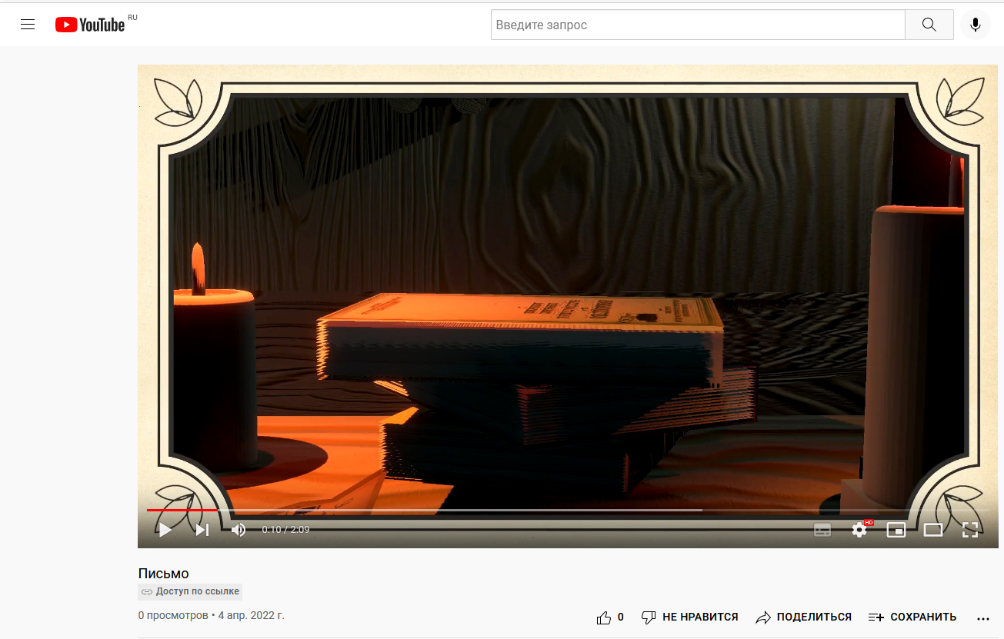 YouTube RU
Введите запрос
0:10 / 2:09
HD
Письмо
Доступ по ссылке
0 просмотров • 4 апр. 2022 г.
0 НЕ НРАВИТСЯ ПОДЕЛИТЬСЯ СОХРАНИТЬ